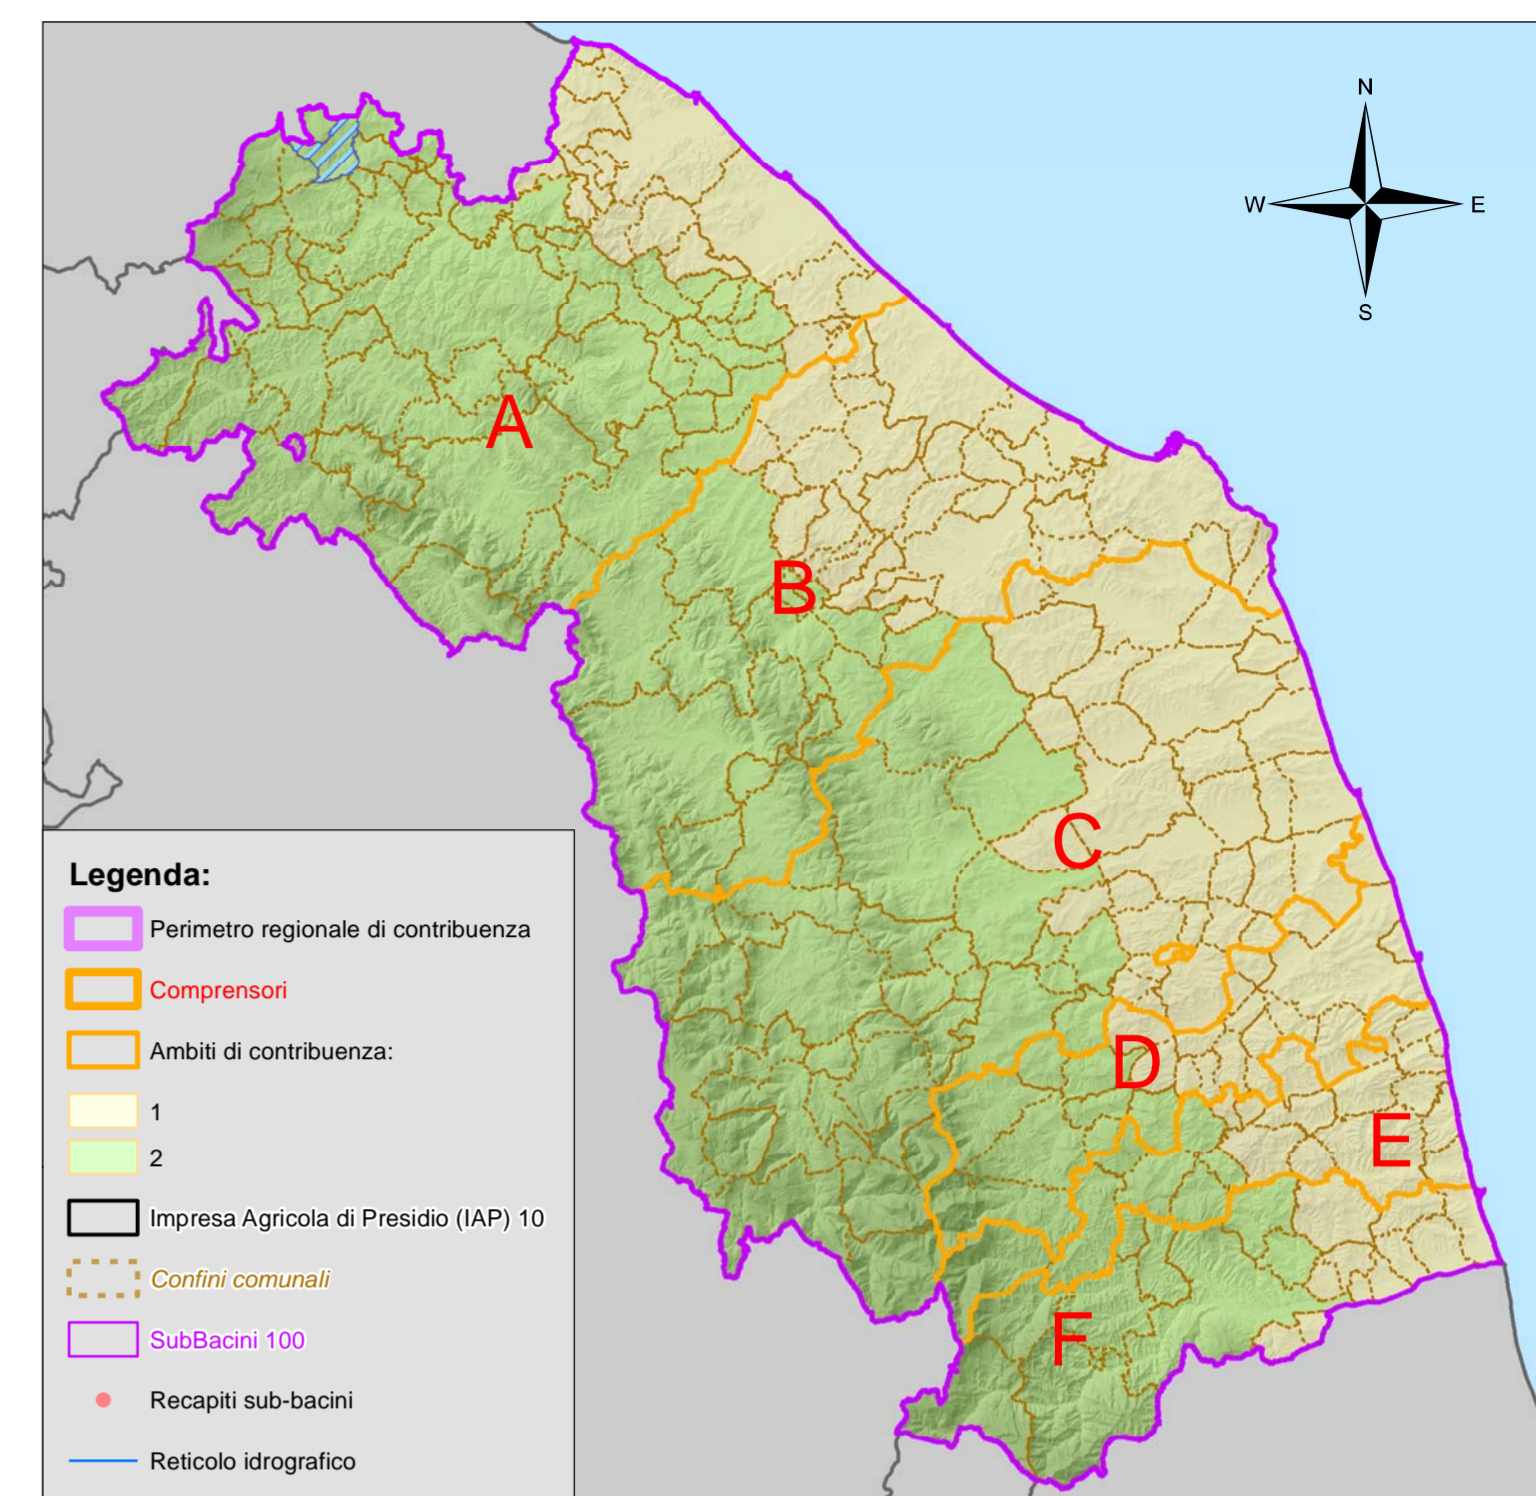 N
W
E
S
A
B
C
D
E
F
Legenda:
Perimetro regionale di contribuenza
Comprensori
Ambiti di contribuenza:
1
2
Impresa Agricola di Presidio (IAP) 10
Confini comunali
SubBacini 100
Recapiti sub-bacini
Reticolo idrografico